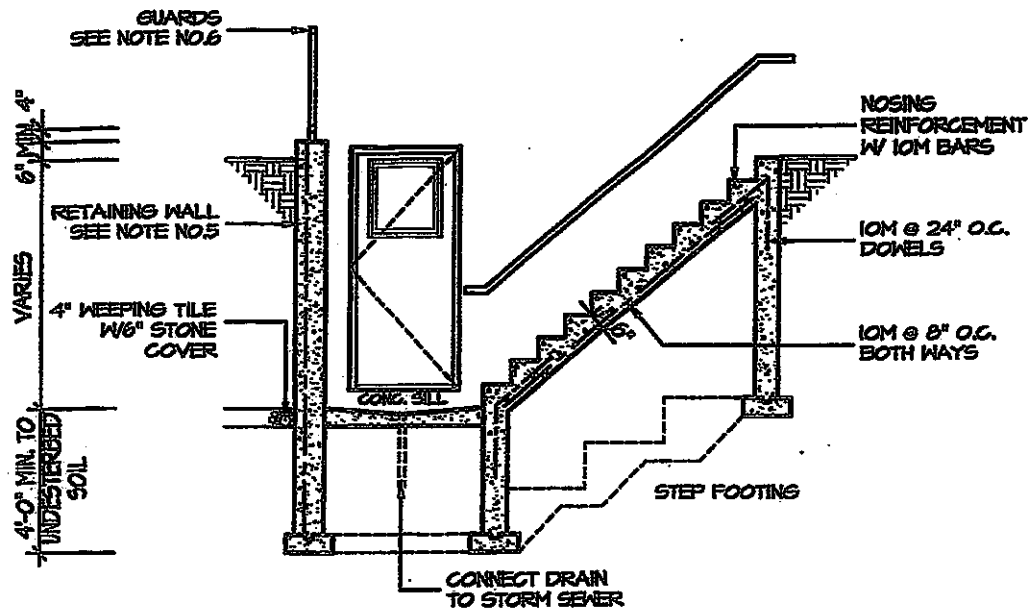 GUARDS
SEE NOTE NO.6
6" MIN. 4"
NOSING
REINFORCEMENT
W/ 10M BARS
RETAINING WALL
SEE NOTE NO.5
10M @ 24" O.C.
DOWELS
VARIES
4" WEEPING TILE
W/6" STONE
COVER
6"
10M @ 8" O.C.
BOTH WAYS
CONC. SILL
4'-0" MIN. TO
UNDESTERBED
SOIL
STEP FOOTING
CONNECT DRAIN
TO STORM SEWER